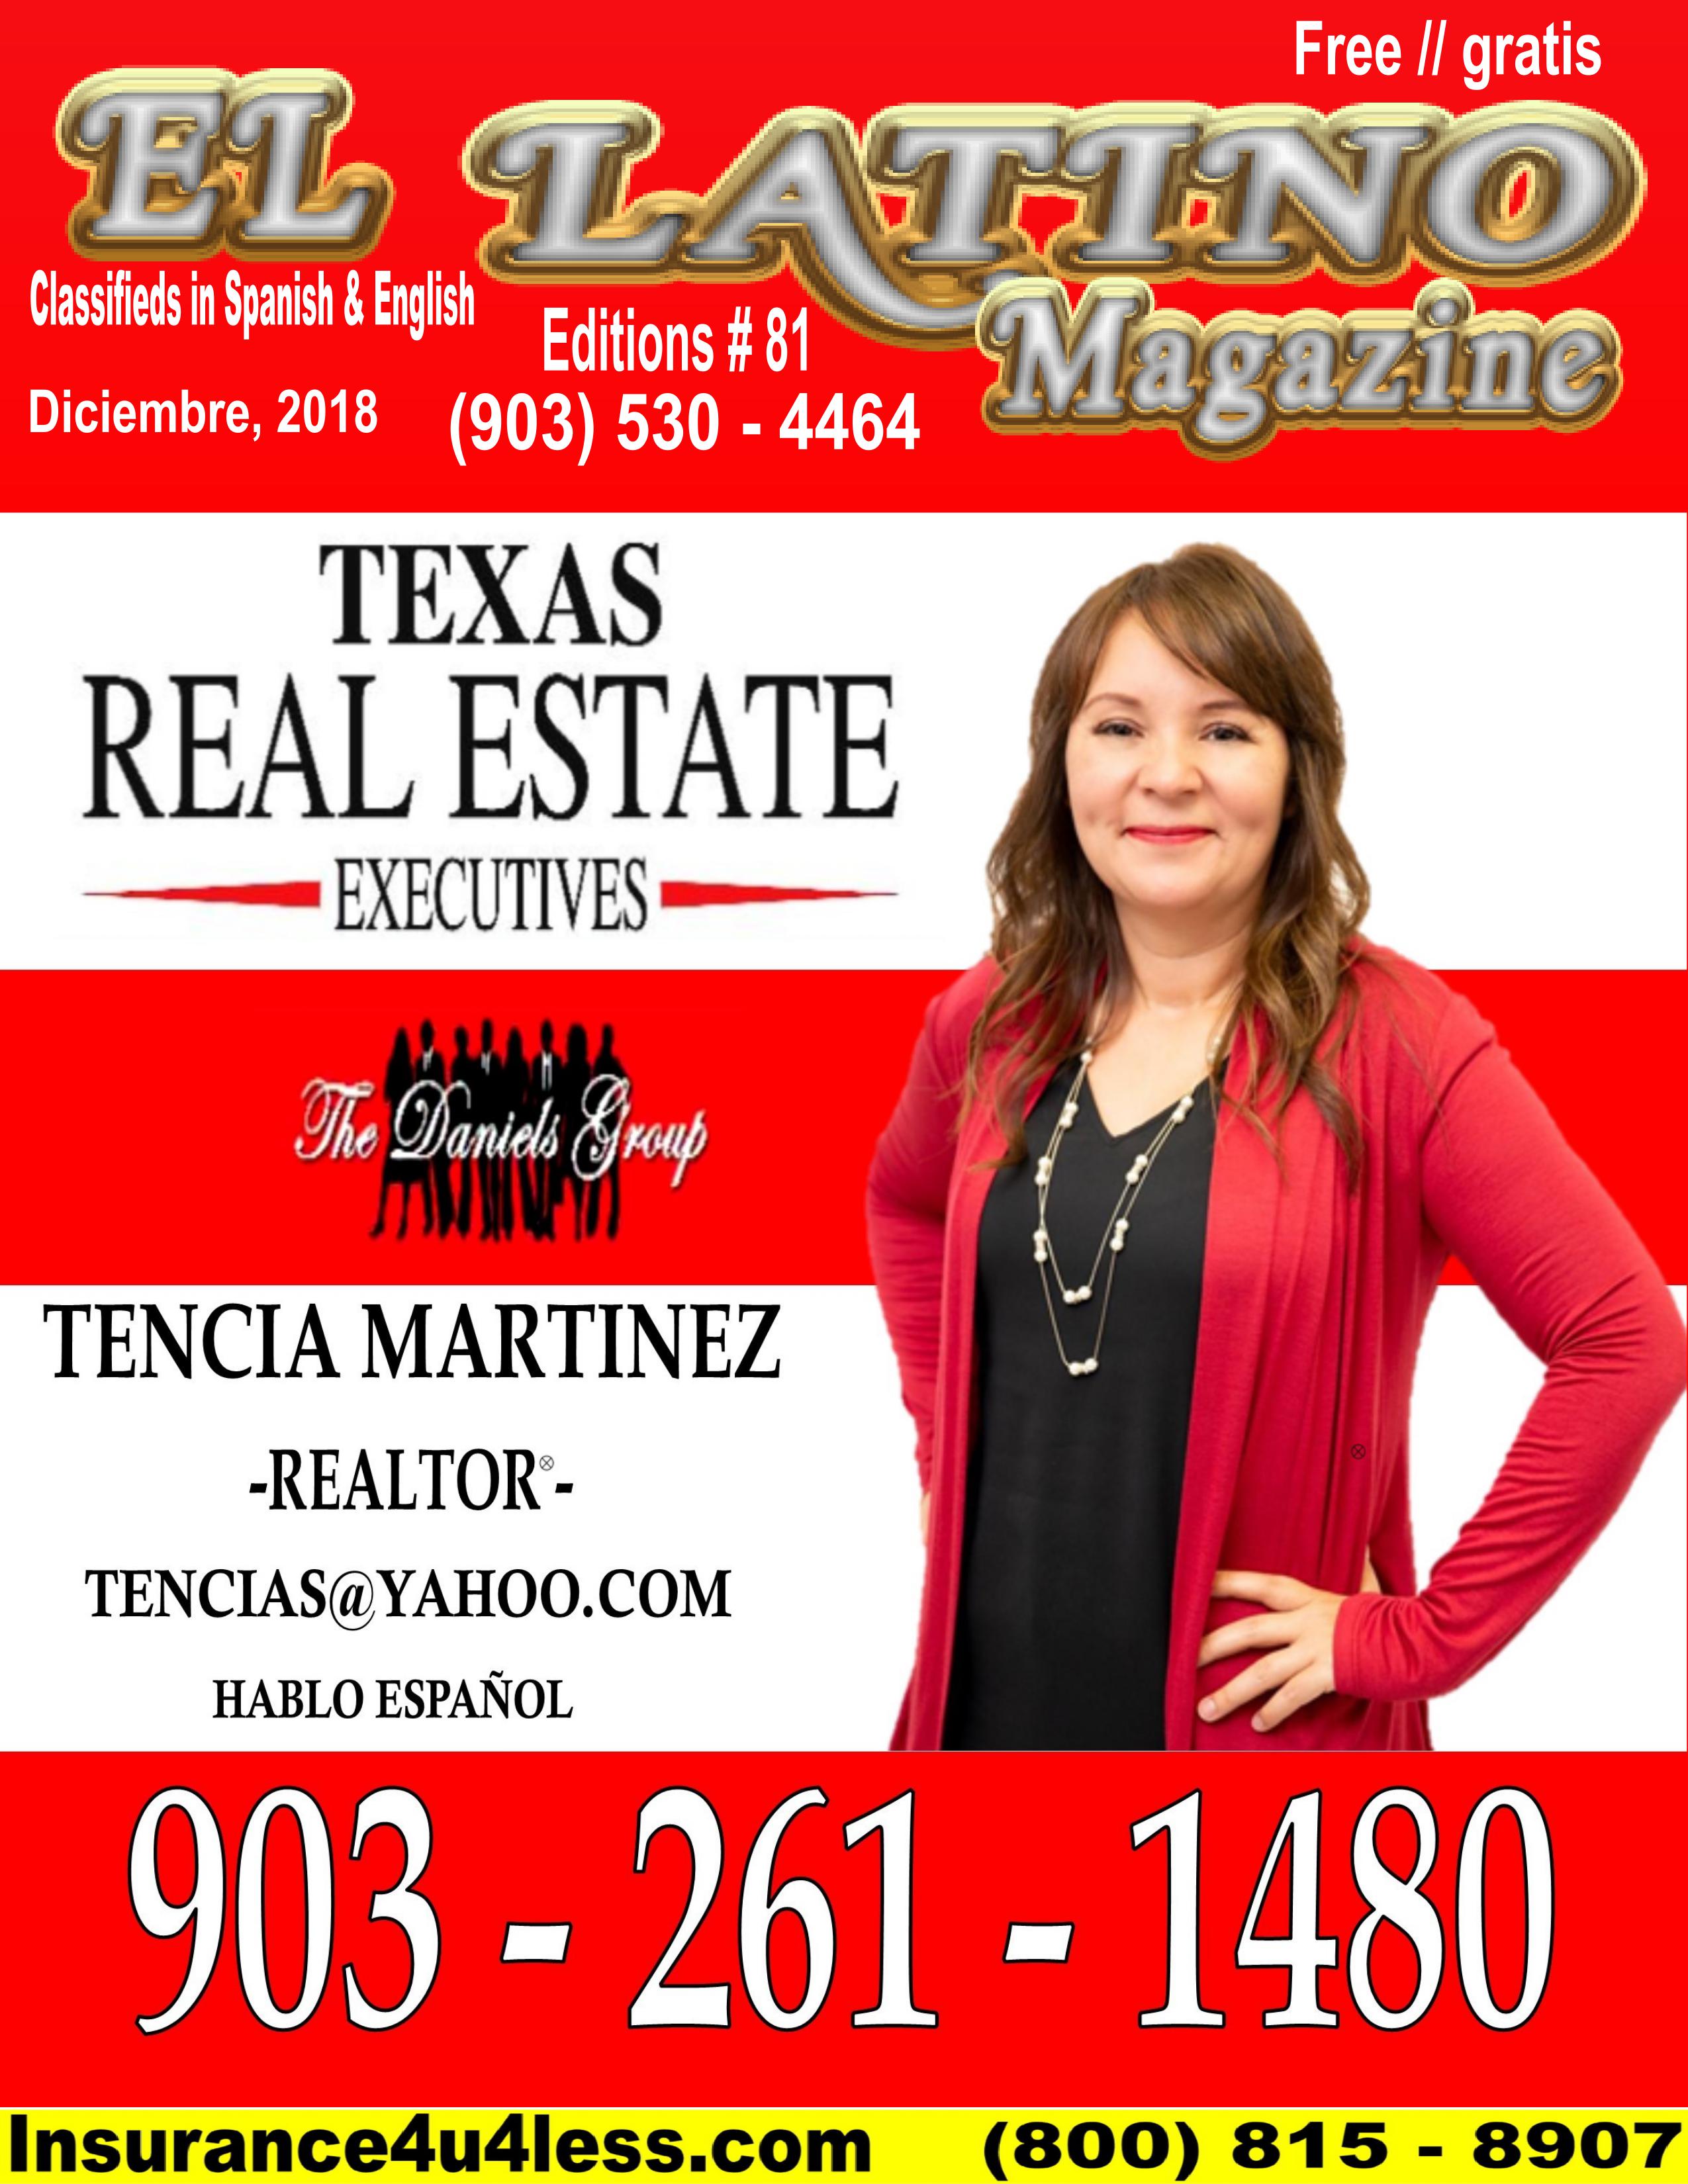 Free // gratis
EL LATINO
Magazine
Classifieds in Spanish & English
Editions # 81
Diciembre, 2018
(903) 530 - 4464
TEXAS
REAL ESTATE
EXECUTIVES
The Daniels Group
TENCIA MARTINEZ
-REALTOR®-
TENCIAS@YAHOO.COM
HABLO ESPAÑOL
903 - 261 - 1480
Insurance4u4less.com (800) 815 - 8907